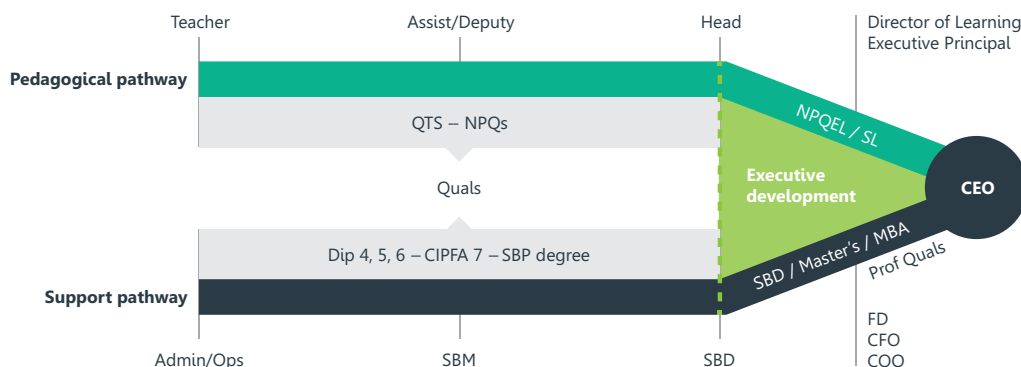 Teacher
Assist/Deputy
Head
Director of Learning
Executive Principal
Pedagogical pathway
QTS – NPQs
NPQEL / SL
Quals
Executive
development
CEO
Dip 4, 5, 6 – CIPFA 7 – SBP degree
SBD / Master's / MBA
Prof Quals
Support pathway
Admin/Ops
SBM
SBD
FD
CFO
COO